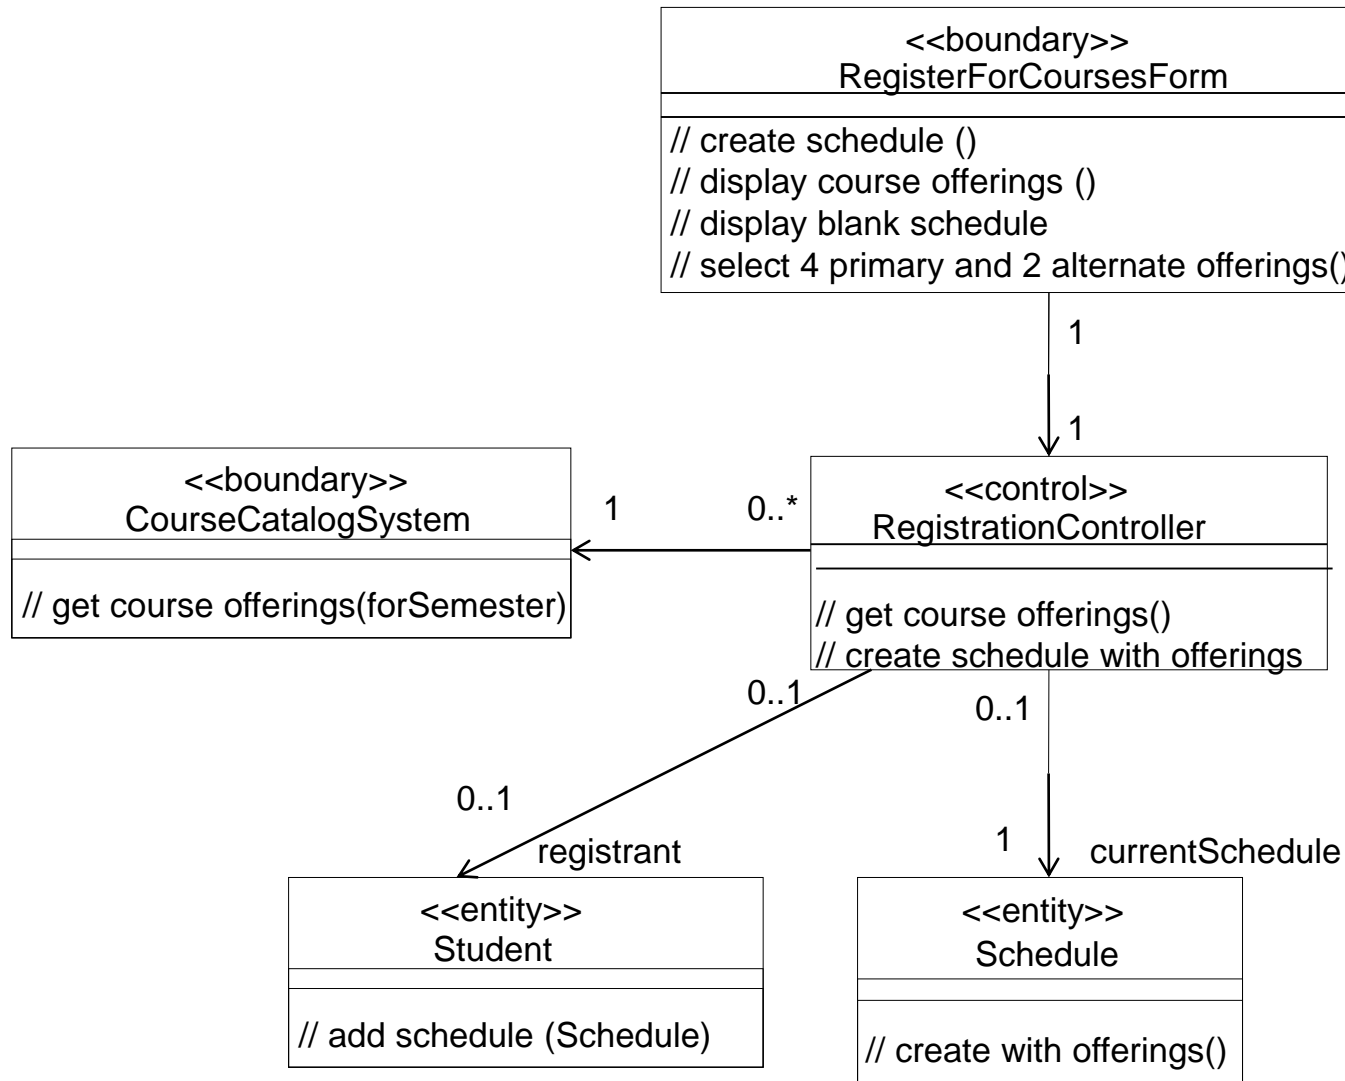 <<boundary>>
RegisterForCoursesForm
// create schedule ()
// display course offerings ()
// display blank schedule
// select 4 primary and 2 alternate offerings()
1
1
<<boundary>>
CourseCatalogSystem
// get course offerings(forSemester)
1
0..*
<<control>>
RegistrationController
// get course offerings()
// create schedule with offerings
0..1
0..1
0..1
registrant
1
currentSchedule
<<entity>>
Student
// add schedule (Schedule)
<<entity>>
Schedule
// create with offerings()